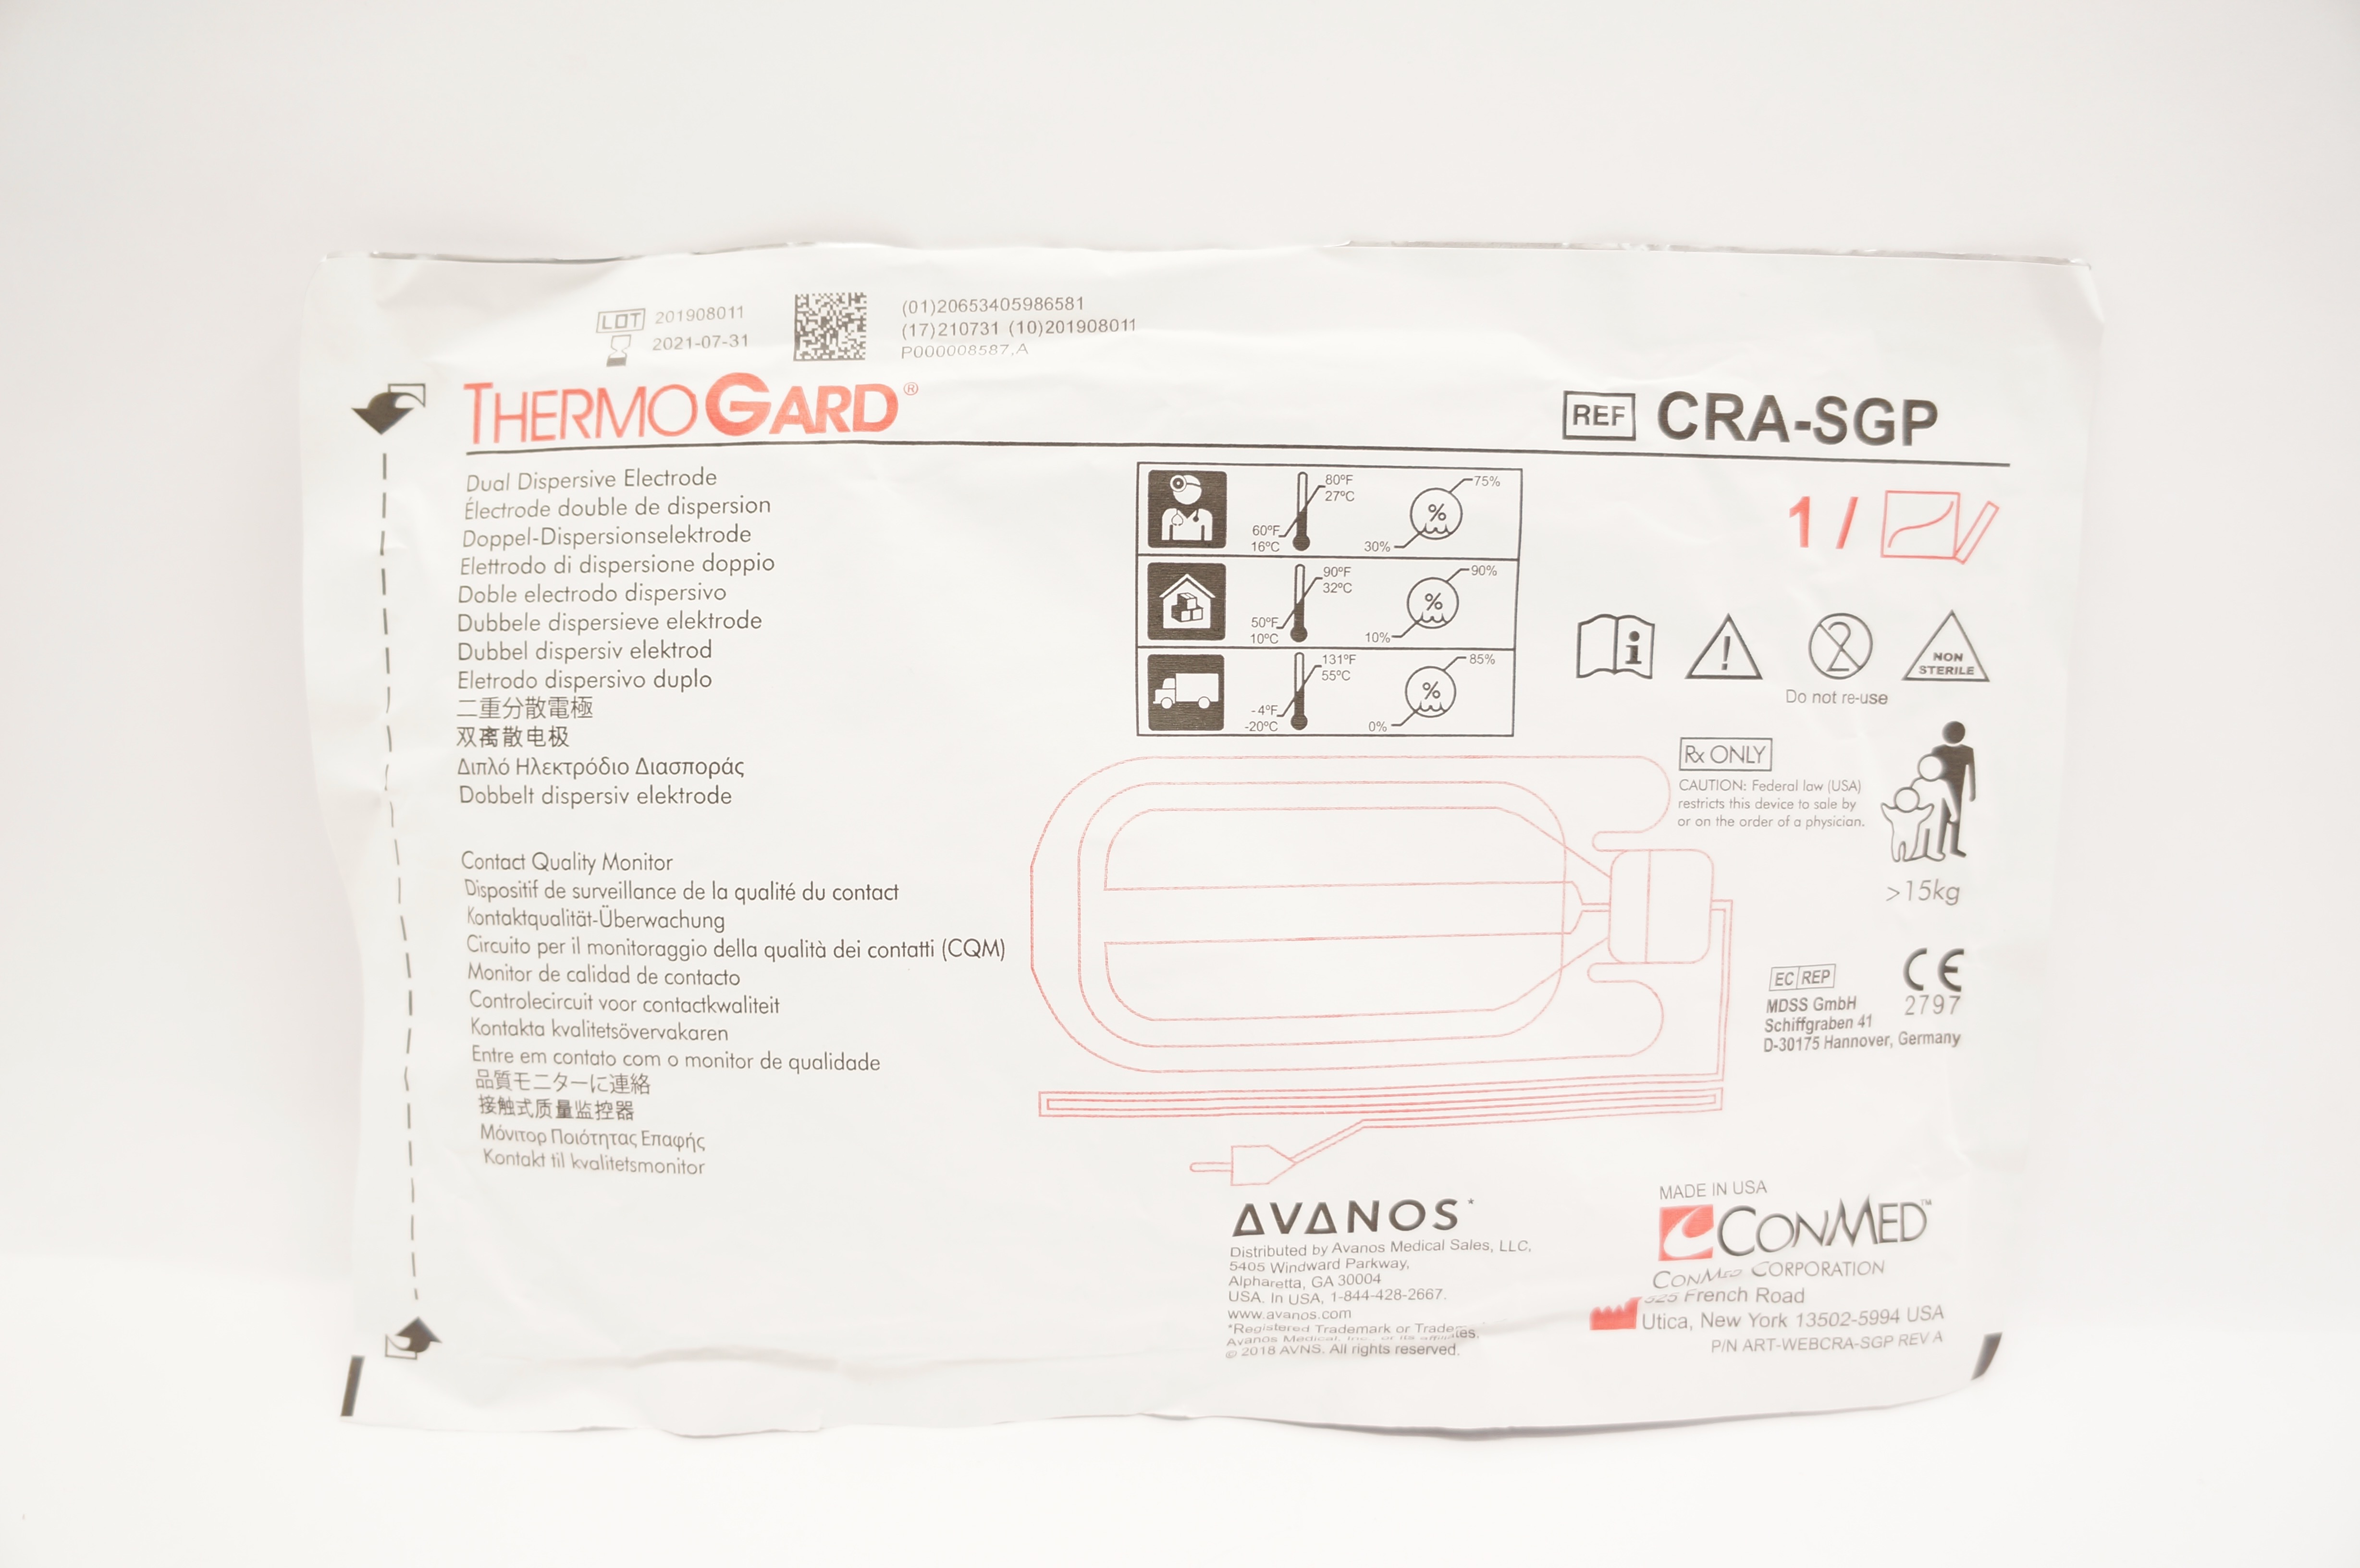 LOT 201908011
2021-07-31
(01)20653405986581
(17)210731 (10)201908011
P000008587,A
THERMOGARD®
REF CRA-SGP
Dual Dispersive Electrode
Électrode double de dispersion
Doppel-Dispersionselektrode
Elettrodo di dispersione doppio
Doble electrodo dispersivo
Dubbele dispersieve elektrode
Dubbel dispersiv elektrod
Eletrodo dispersivo duplo
二重分散電極
双离散电极
Διπλό Ηλεκτρόδιο Διασποράς
Dobbelt dispersiv elektrode
Contact Quality Monitor
Dispositif de surveillance de la qualité du contact
Kontaktqualität-Überwachung
Circuito per il monitoraggio della qualità dei contatti (CQM)
Monitor de calidad de contacto
Controlecircuit voor contactkwaliteit
Kontakta kvalitetsövervakaren
Entre em contato com o monitor de qualidade
品質モニターに連絡
接触式质量监控器
Μόνιτορ Ποιότητας Επαφής
Kontakt til kvalitetsmonitor
80°F
27°C
60°F
16°C
75%
%
30%
90°F
32°C
50°F
10°C
90%
%
10%
131°F
55°C
-4°F
-20°C
85%
%
0%
1 /
i
!
2
Do not re-use
NON
STERILE
Rx ONLY
CAUTION: Federal law (USA)
restricts this device to sale by
or on the order of a physician.
>15kg
EC REP
MDSS GmbH
Schiffgraben 41
D-30175 Hannover, Germany
CE
2797
AVANOS*
Distributed by Avanos Medical Sales, LLC,
5405 Windward Parkway,
Alpharetta, GA 30004
USA. In USA, 1-844-428-2667.
www.avanos.com
*Registered Trademark or
Avanos Medical,
© 2018 AVNS. All rights reserved.
MADE IN USA
CONMED™
CONMED CORPORATION
525 French Road
Utica, New York 13502-5994 USA
P/N ART-WEBCRA-SGP REV A